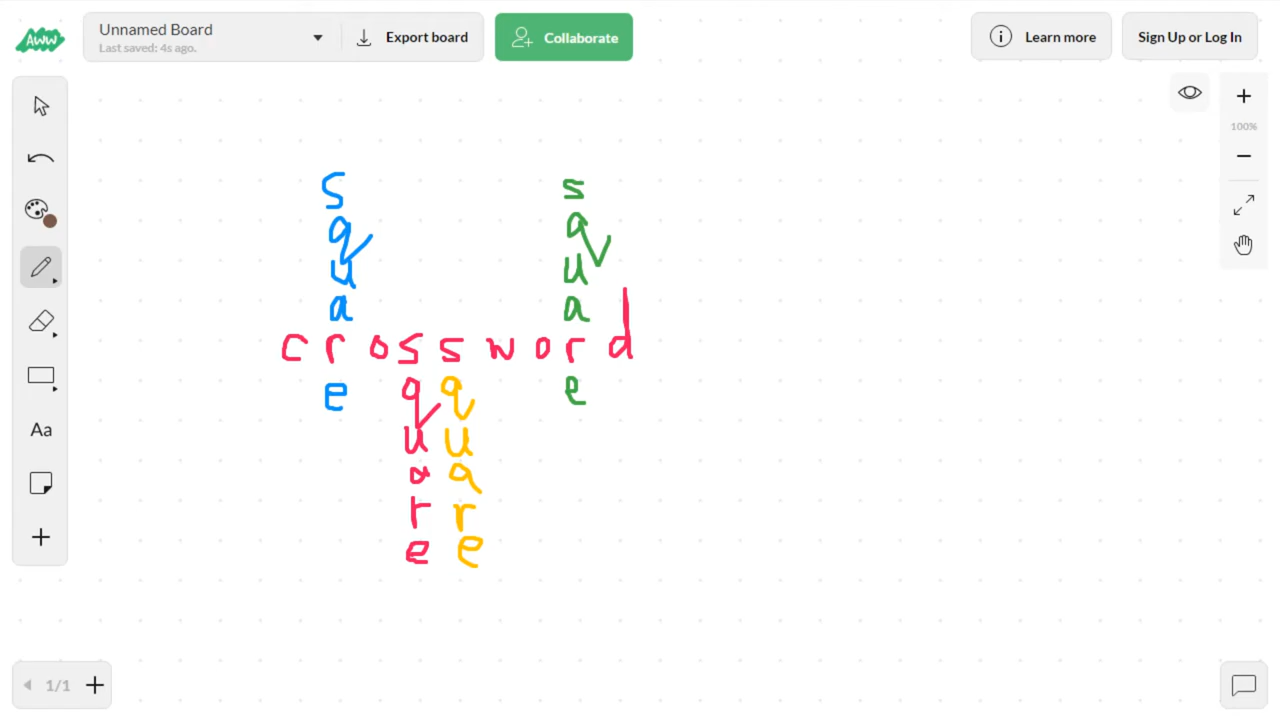 AWW
Unnamed Board
Last saved: 4s ago.
Export board
Collaborate
Learn more
Sign Up or Log In
100%
Aa
square
square
crossword
square
square
1/1